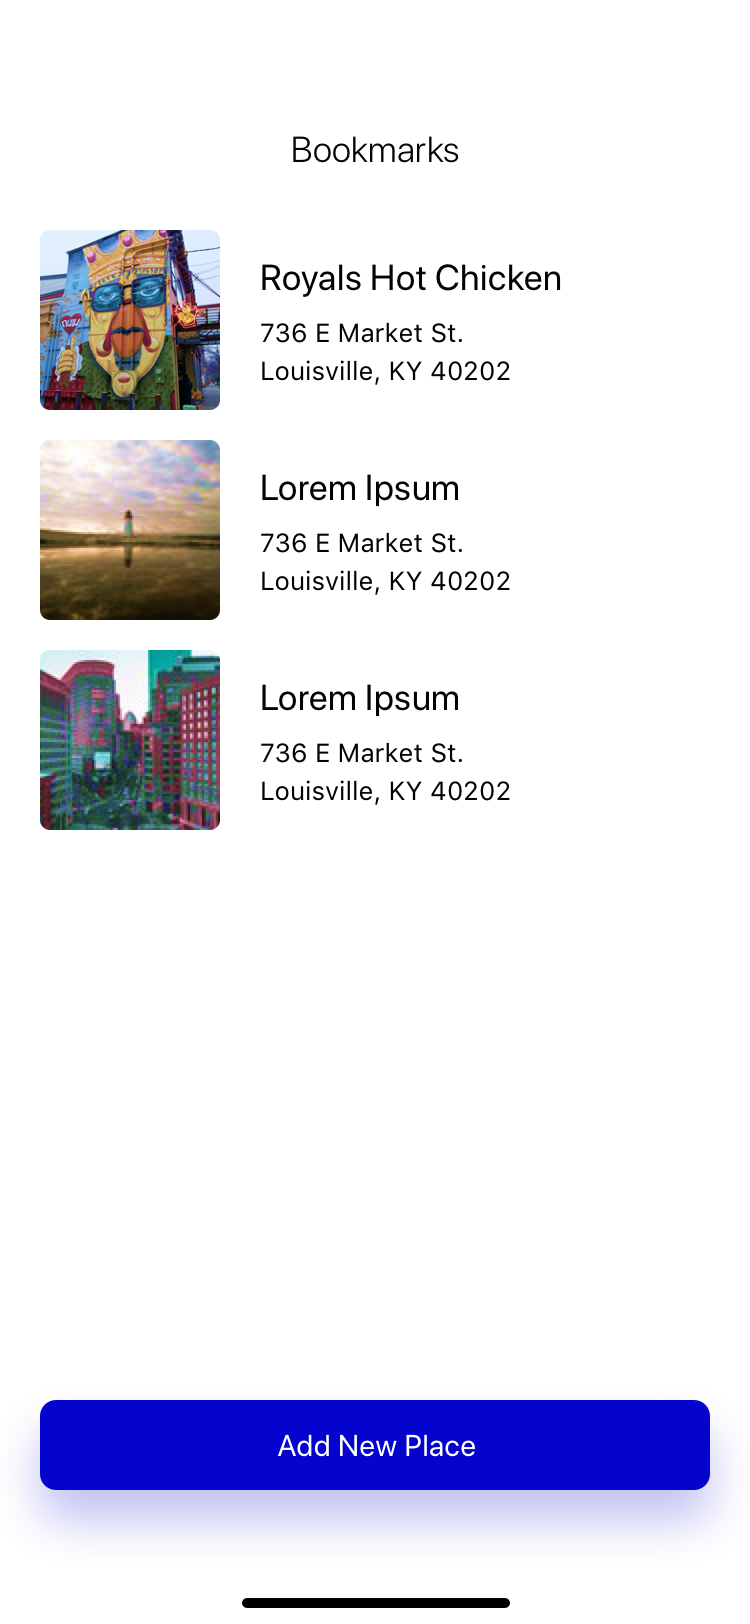 Bookmarks
Royals Hot Chicken
736 E Market St.
Louisville, KY 40202
Lorem Ipsum
736 E Market St.
Louisville, KY 40202
Lorem Ipsum
736 E Market St.
Louisville, KY 40202
Add New Place